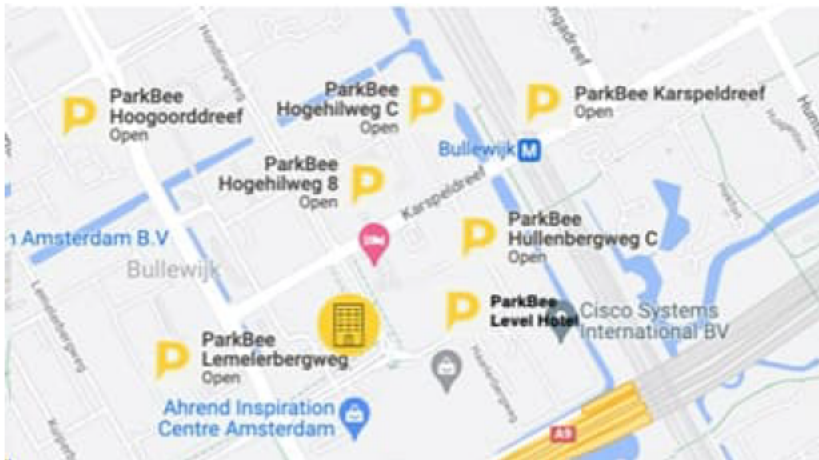 ParkBee
Hoogoorddreef
Open
ParkBee
Hogehilweg C
Open
ParkBee Karspeldreef
Open
Bullewijk M
ParkBee
Hogehilweg 8
Open
Karspeldreef
ParkBee
Hullenbergweg C
Open
n Amsterdam B.V
Bullewijk
Lemelerbergweg
ParkBee
Level Hotel
Cisco Systems
International BV
ParkBee
Lemelerbergweg
Open
Ahrend Inspiration
Centre Amsterdam
A9